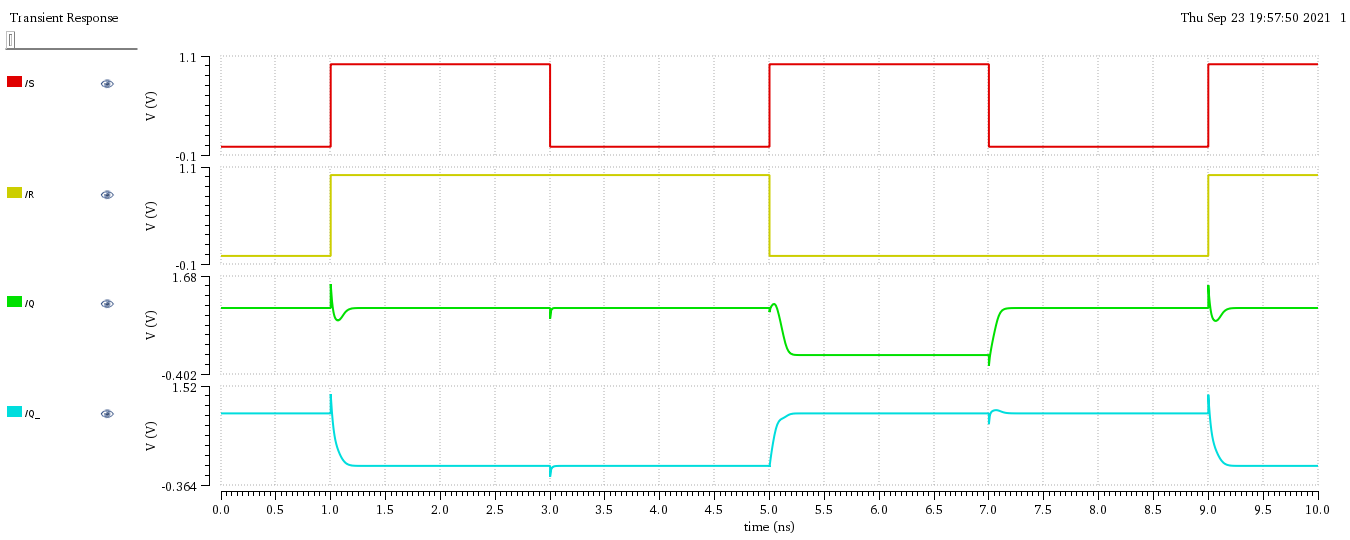 Transient Response
Thu Sep 23 19:57:50 2021 1
/S
V (V)
1.1
-0.1
/R
V (V)
1.1
-0.1
/Q
V (V)
1.68
-0.402
/Q_
V (V)
1.52
-0.364
0.0 0.5 1.0 1.5 2.0 2.5 3.0 3.5 4.0 4.5 5.0 5.5 6.0 6.5 7.0 7.5 8.0 8.5 9.0 9.5 10.0
time (ns)